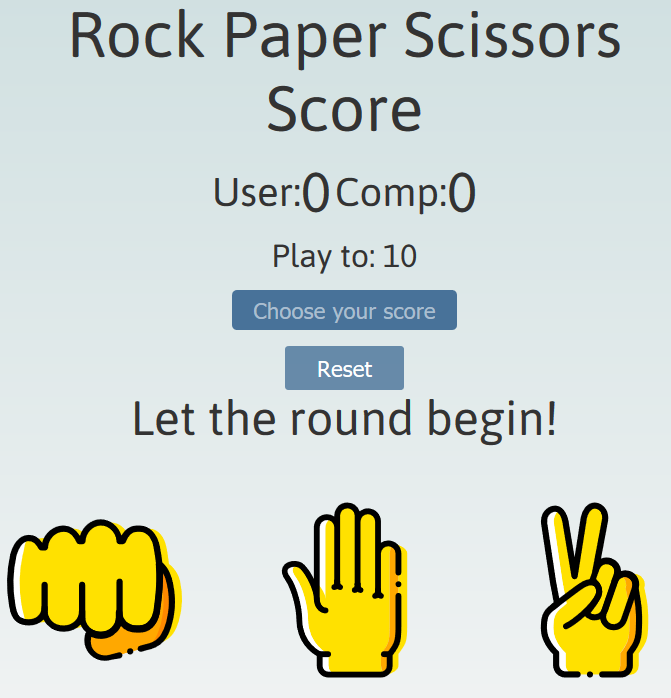 Rock Paper Scissors
Score
User:0 Comp:0
Play to: 10
Choose your score
Reset
Let the round begin!